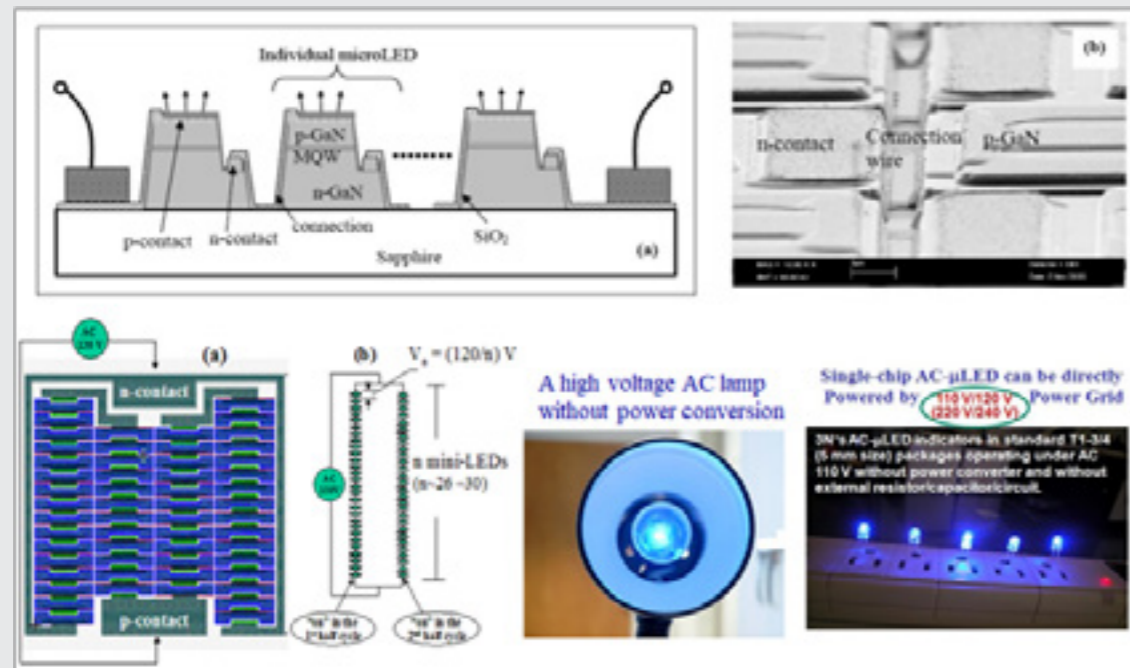 Individual microLED
p-GaN
MQW
n-GaN
p-contact
n-contact
connection
SiO₂
Sapphire
(a)
(b)
n-contact
Connection
wire
p-GaN
AC
(a)
n-contact
p-contact
(b)
= (120/n) V
AC
n mini-LEDs
(n~26 ~30)
"on" in the
1st half cycle
"on" in the
2nd half cycle
A high voltage AC lamp
without power conversion
Single-chip AC-µLED can be directly
Powered by 110 V/120 V Power Grid
(220 V/240 V)
3N's AC-µLED indicators in standard T1-3/4
(5 mm size) packages operating under AC
110 V without power converter and without
external resistor/capacitor/circuit.